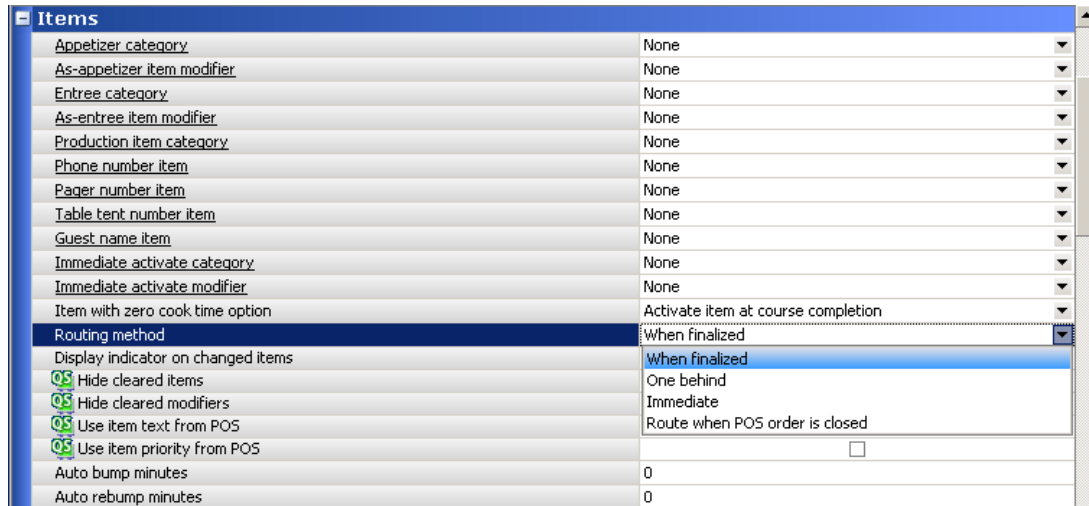 Items
Appetizer category None
As-appetizer item modifier None
Entree category None
As-entree item modifier None
Production item category None
Phone number item None
Pager number item None
Table tent number item None
Guest name item None
Immediate activate category None
Immediate activate modifier None
Item with zero cook time option Activate item at course completion
Routing method When finalized
Display indicator on changed items When finalized
QS Hide cleared items One behind
QS Hide cleared modifiers Immediate
QS Use item text from POS Route when POS order is closed
QS Use item priority from POS
Auto bump minutes 0
Auto rebump minutes 0